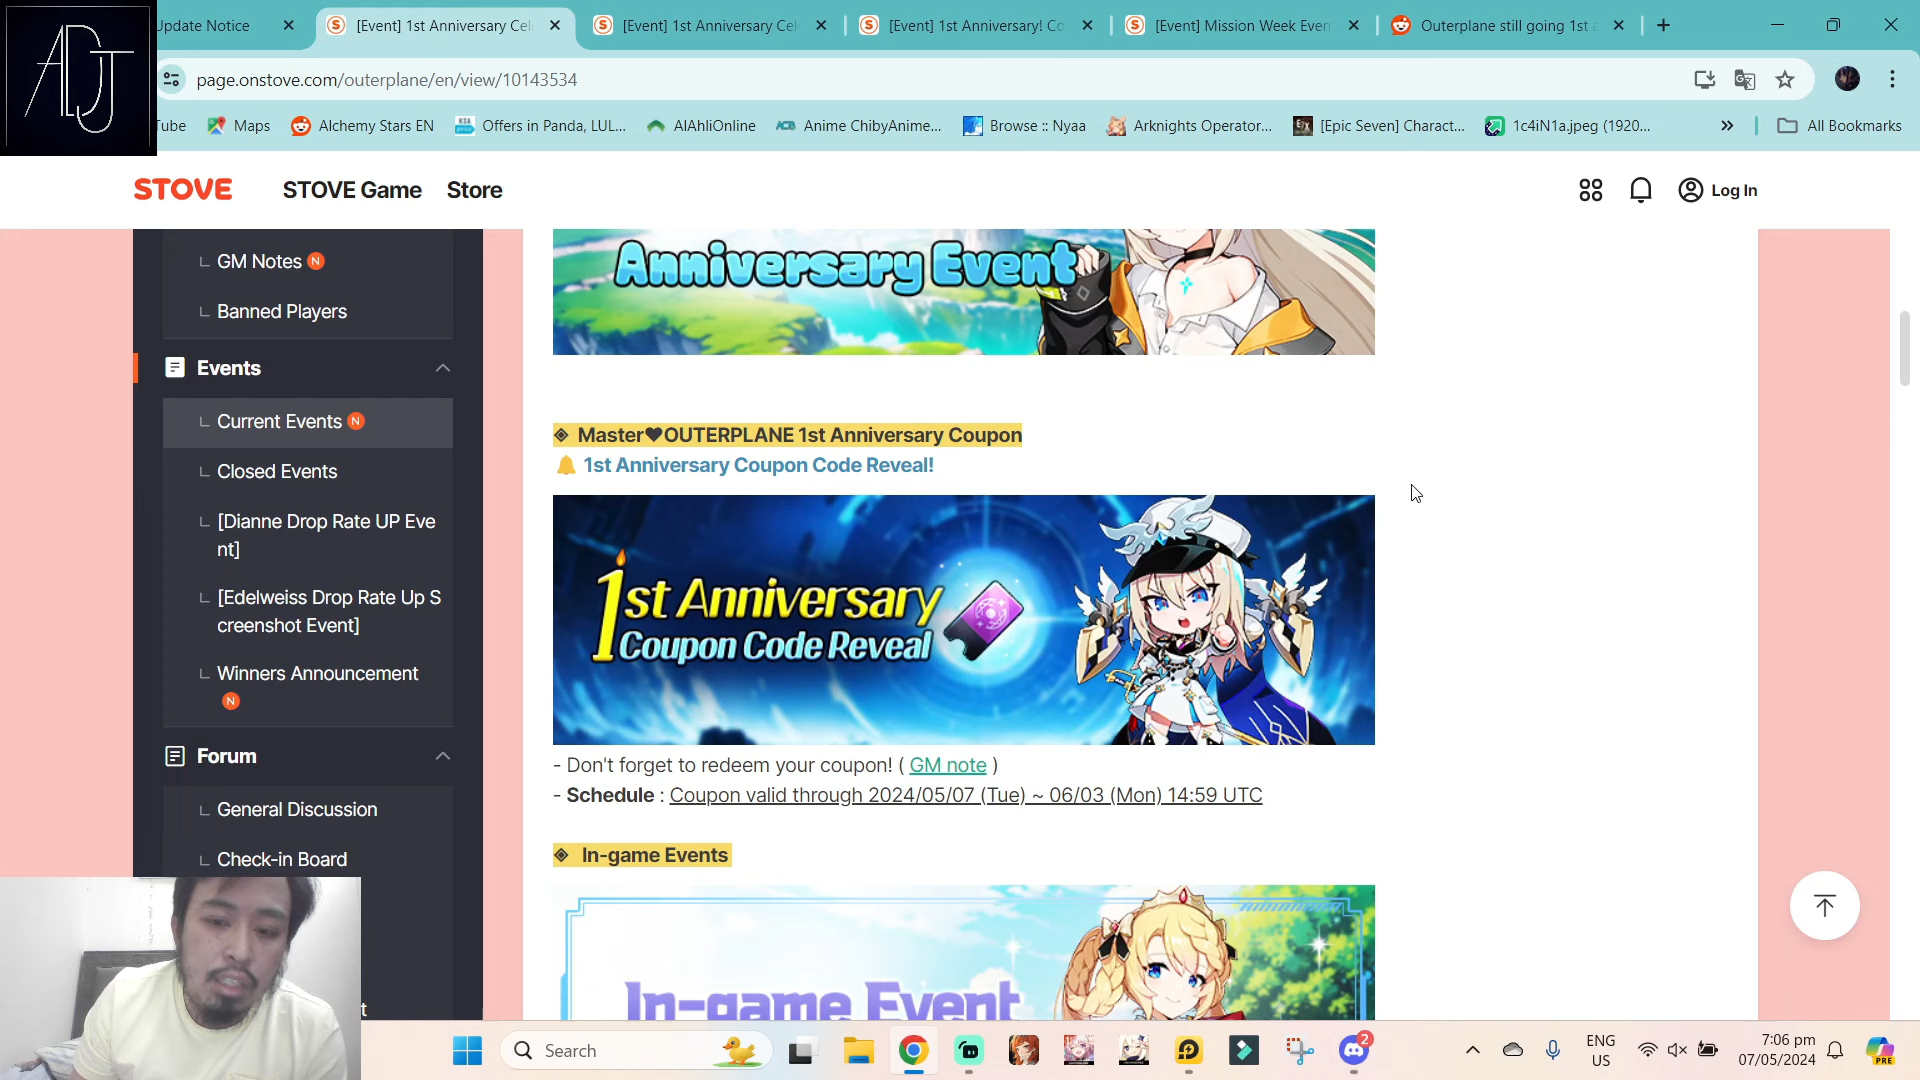 Update Notice
[Event] 1st Anniversary Cel
[Event] 1st Anniversary Cel
[Event] 1st Anniversary! Co
[Event] Mission Week Even
Outerplane still going 1st a
ADJ
page.onstove.com/outerplane/en/view/10143534
Tube
Maps
Alchemy Stars EN
Offers in Panda, LUL...
AlAhliOnline
Anime ChibyAnime...
Browse :: Nyaa
Arknights Operator...
[Epic Seven] Charact...
1c4iN1a.jpeg (1920...
All Bookmarks
STOVE
STOVE Game
Store
Log In
GM Notes N
Banned Players
Events
Current Events N
Closed Events
[Dianne Drop Rate UP Eve
nt]
[Edelweiss Drop Rate Up S
creenshot Event]
Winners Announcement
N
Forum
General Discussion
Check-in Board
t
Anniversary Event
◈ Master♥OUTERPLANE 1st Anniversary Coupon
🔔 1st Anniversary Coupon Code Reveal!
1st Anniversary
Coupon Code Reveal
- Don't forget to redeem your coupon! ( GM note )
- Schedule : Coupon valid through 2024/05/07 (Tue) ~ 06/03 (Mon) 14:59 UTC
◈ In-game Events
In-game Event
Search
2
ENG
US
7:06 pm
07/05/2024
PRE